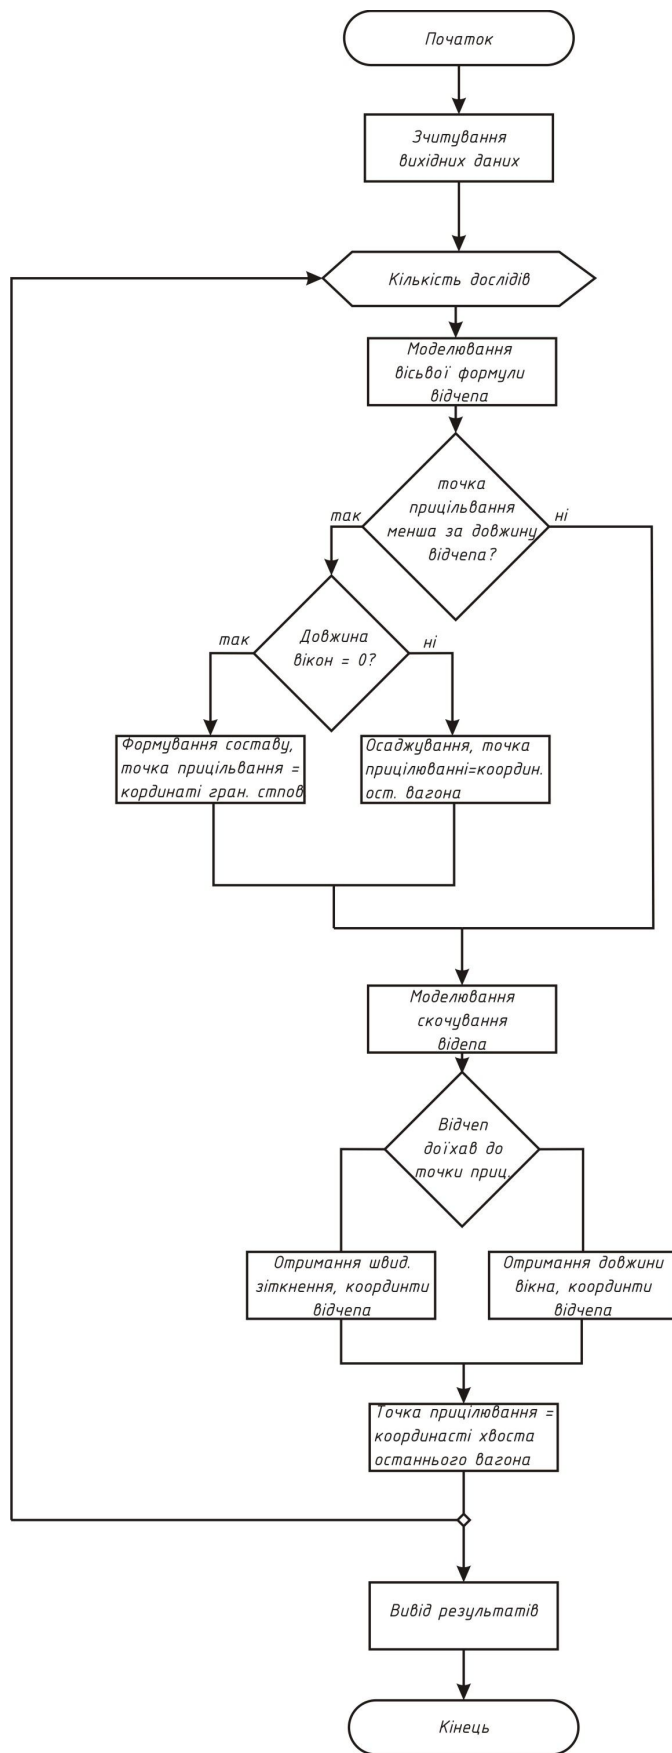 Початок
Зчитування
вихідних даних
Кількість дослідів
Моделювання
вісьвої формули
відчепа
точка
прицільвання
менша за довжину
відчепа?
так
ні
Довжина
вікон = 0?
так
ні
Формування составу,
точка прицільвання =
кординаті гран. стпов
Осаджування, точка
прицілюванні=координ.
ост. вагона
Моделювання
скочування
відепа
Відчеп
доїхав до
точки приц.
Отримання швид.
зіткнення, координти
відчепа
Отримання довжини
вікна, координти
відчепа
Точка прицілювання =
координасті хвоста
останнього вагона
Вивід результатів
Кінець